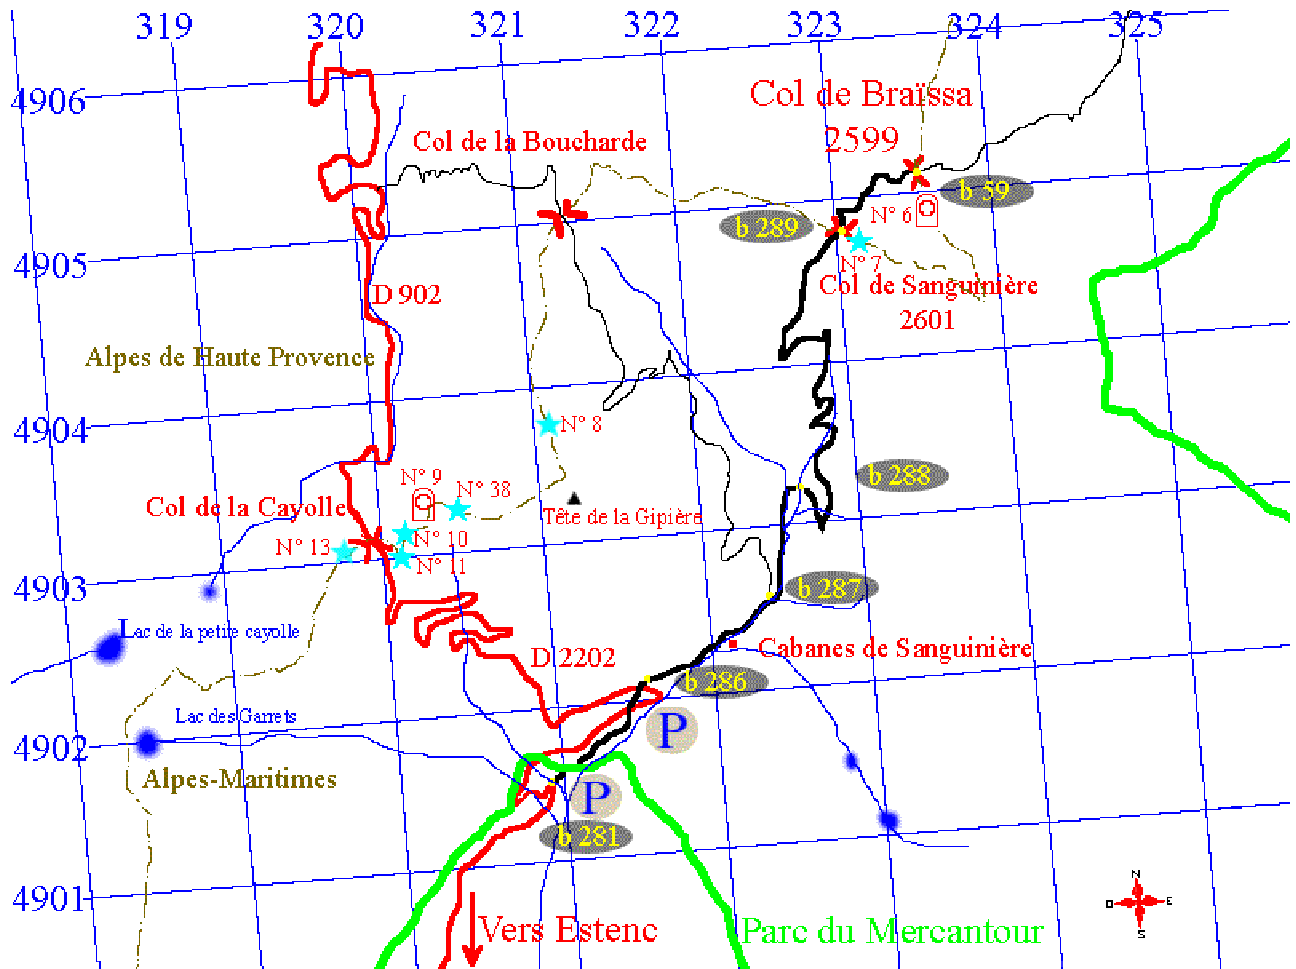 319 320 321 322 323 324 325
4906
Col de Braïssa
2599
Col de la Boucharde
b 59
N° 6
b 289
N° 7
4905
Col de Sanguinière
2601
D 902
Alpes de Haute Provence
4904
N° 8
N° 9
b 288
N° 38
Col de la Cayolle
Tête de la Gipière
N° 10
N° 13
N° 11
4903
b 287
Lac de la petite cayolle
Cabanes de Sanguinière
D 2202
b 286
Lac des Garrets
P
4902
Alpes-Maritimes
P
b 281
N
4901
O E
S
Vers Estenc
Parc du Mercantour